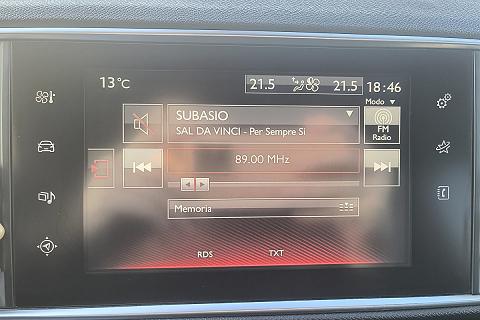 13°C
21.5 21.5 18:46
Modo ▼
SUBASIO
SAL DA VINCI - Per Sempre Si
FM
Radio
89.00 MHz
Memoria
RDS TXT